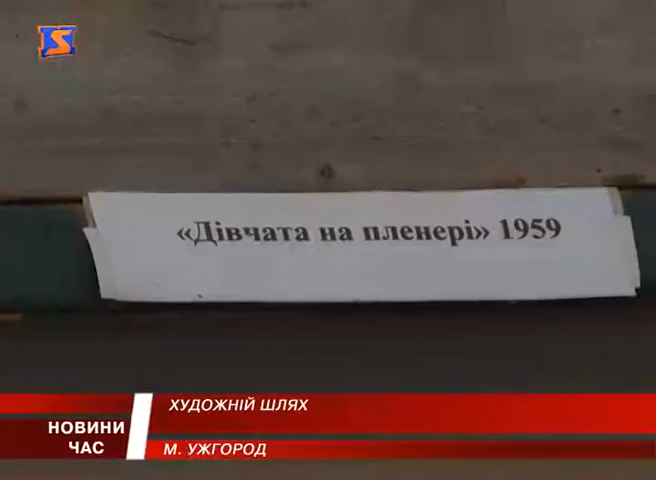 «Дівчата на пленері» 1959
ХУДОЖНІЙ ШЛЯХ
НОВИНИ
ЧАС
М. УЖГОРОД